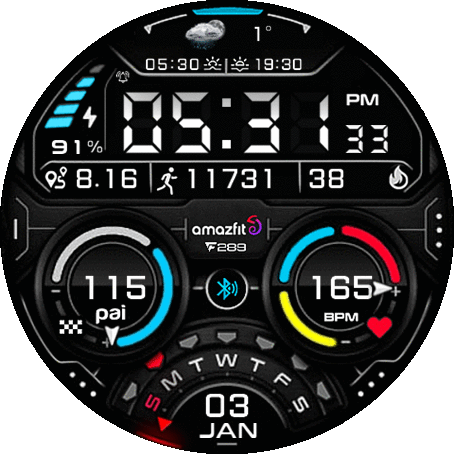 1°
05:30 19:30
05:31 PM 33
91%
8.16 11731 38
amazfit
F289
115 pai
165 BPM
S M T W T F S
03
JAN